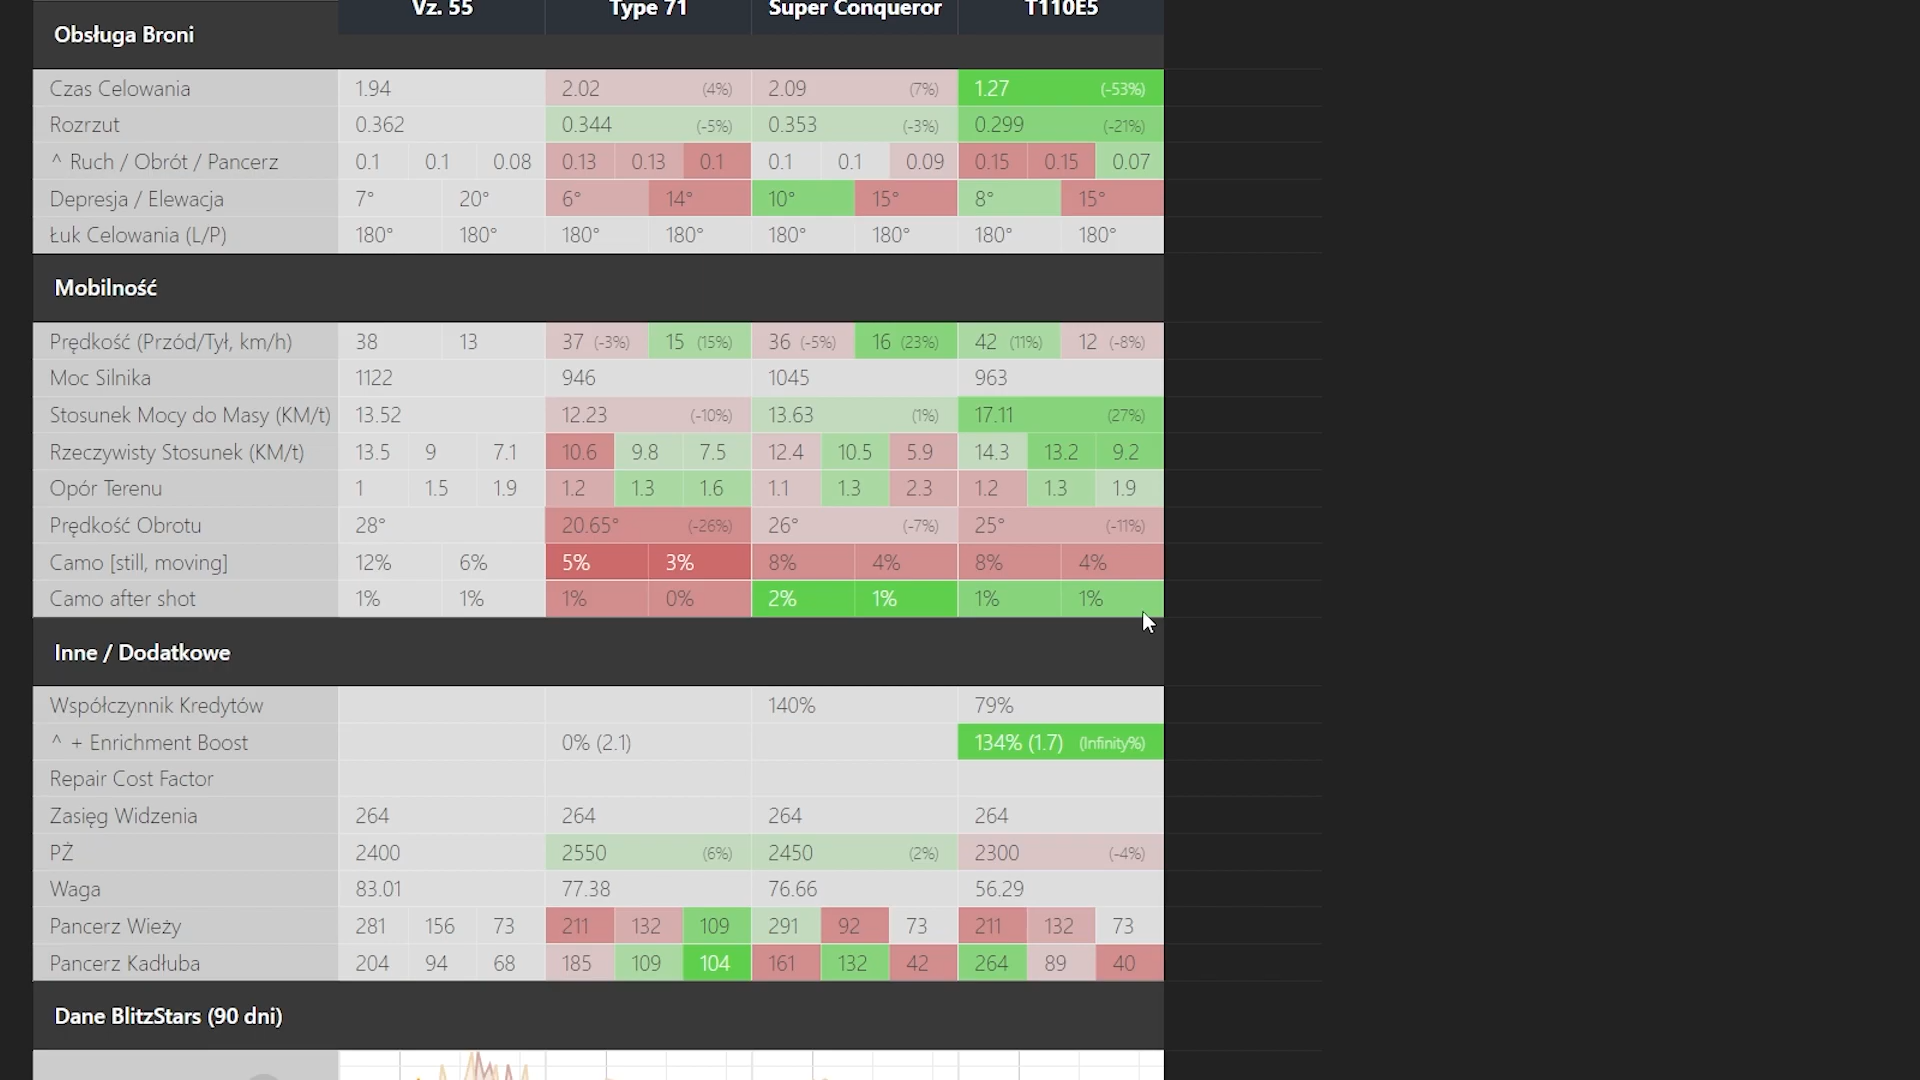 Vz. 55 Type 71 Super Conqueror T110E5
Obsługa Broni
Czas Celowania 1.94 2.02 (4%) 2.09 (7%) 1.27 (-53%)
Rozrzut 0.362 0.344 (-5%) 0.353 (-3%) 0.299 (-21%)
^ Ruch / Obrót / Pancerz 0.1 0.1 0.08 0.13 0.13 0.1 0.1 0.1 0.09 0.15 0.15 0.07
Depresja / Elewacja 7° 20° 6° 14° 10° 15° 8° 15°
Łuk Celowania (L/P) 180° 180° 180° 180° 180° 180° 180° 180°
Mobilność
Prędkość (Przód/Tył, km/h) 38 13 37 (-3%) 15 (15%) 36 (-5%) 16 (23%) 42 (11%) 12 (-8%)
Moc Silnika 1122 946 1045 963
Stosunek Mocy do Masy (KM/t) 13.52 12.23 (-10%) 13.63 (1%) 17.11 (27%)
Rzeczywisty Stosunek (KM/t) 13.5 9 7.1 10.6 9.8 7.5 12.4 10.5 5.9 14.3 13.2 9.2
Opór Terenu 1 1.5 1.9 1.2 1.3 1.6 1.1 1.3 2.3 1.2 1.3 1.9
Prędkość Obrotu 28° 20.65° (-26%) 26° (-7%) 25° (-11%)
Camo [still, moving] 12% 6% 5% 3% 8% 4% 8% 4%
Camo after shot 1% 1% 1% 0% 2% 1% 1% 1%
Inne / Dodatkowe
Współczynnik Kredytów 140% 79%
^ + Enrichment Boost 0% (2.1) 134% (1.7) (Infinity%)
Repair Cost Factor
Zasięg Widzenia 264 264 264 264
PŻ 2400 2550 (6%) 2450 (2%) 2300 (-4%)
Waga 83.01 77.38 76.66 56.29
Pancerz Wieży 281 156 73 211 132 109 291 92 73 211 132 73
Pancerz Kadłuba 204 94 68 185 109 104 161 132 42 264 89 40
Dane BlitzStars (90 dni)